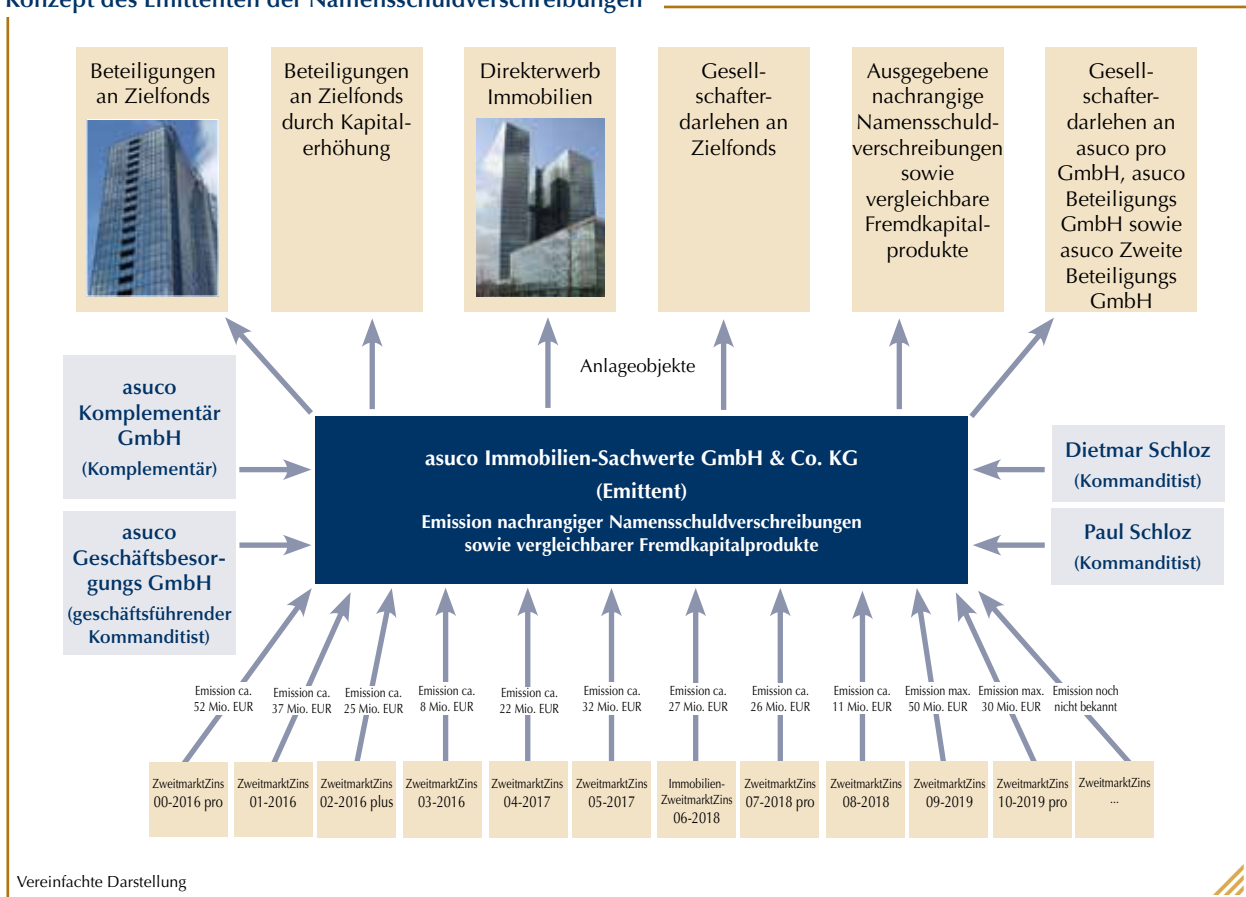 Konzept des Emittenten der Namensschuldverschreibungen
Beteiligungen
an Zielfonds
Beteiligungen
an Zielfonds
durch Kapital-
erhöhung
Direkterwerb
Immobilien
Gesell-
schafter-
darlehen an
Zielfonds
Ausgegebene
nachrangige
Namensschuld-
verschreibungen
sowie
vergleichbare
Fremdkapital-
produkte
Gesell-
schafter-
darlehen an
asuco pro
GmbH, asuco
Beteiligungs
GmbH sowie
asuco Zweite
Beteiligungs
GmbH
Anlageobjekte
asuco
Komplementär
GmbH
(Komplementär)
asuco
Geschäftsbesor-
gungs GmbH
(geschäftsführender
Kommanditist)
asuco Immobilien-Sachwerte GmbH & Co. KG
(Emittent)
Emission nachrangiger Namensschuldverschreibungen
sowie vergleichbarer Fremdkapitalprodukte
Dietmar Schloz
(Kommanditist)
Paul Schloz
(Kommanditist)
Emission ca.
52 Mio. EUR
Emission ca.
37 Mio. EUR
Emission ca.
25 Mio. EUR
Emission ca.
8 Mio. EUR
Emission ca.
22 Mio. EUR
Emission ca.
32 Mio. EUR
Emission ca.
27 Mio. EUR
Emission ca.
26 Mio. EUR
Emission ca.
11 Mio. EUR
Emission max.
50 Mio. EUR
Emission max.
30 Mio. EUR
Emission noch
nicht bekannt
ZweitmarktZins
00-2016 pro
ZweitmarktZins
01-2016
ZweitmarktZins
02-2016 plus
ZweitmarktZins
03-2016
ZweitmarktZins
04-2017
ZweitmarktZins
05-2017
Immobilien-
ZweitmarktZins
06-2018
ZweitmarktZins
07-2018 pro
ZweitmarktZins
08-2018
ZweitmarktZins
09-2019
ZweitmarktZins
10-2019 pro
ZweitmarktZins
...
Vereinfachte Darstellung